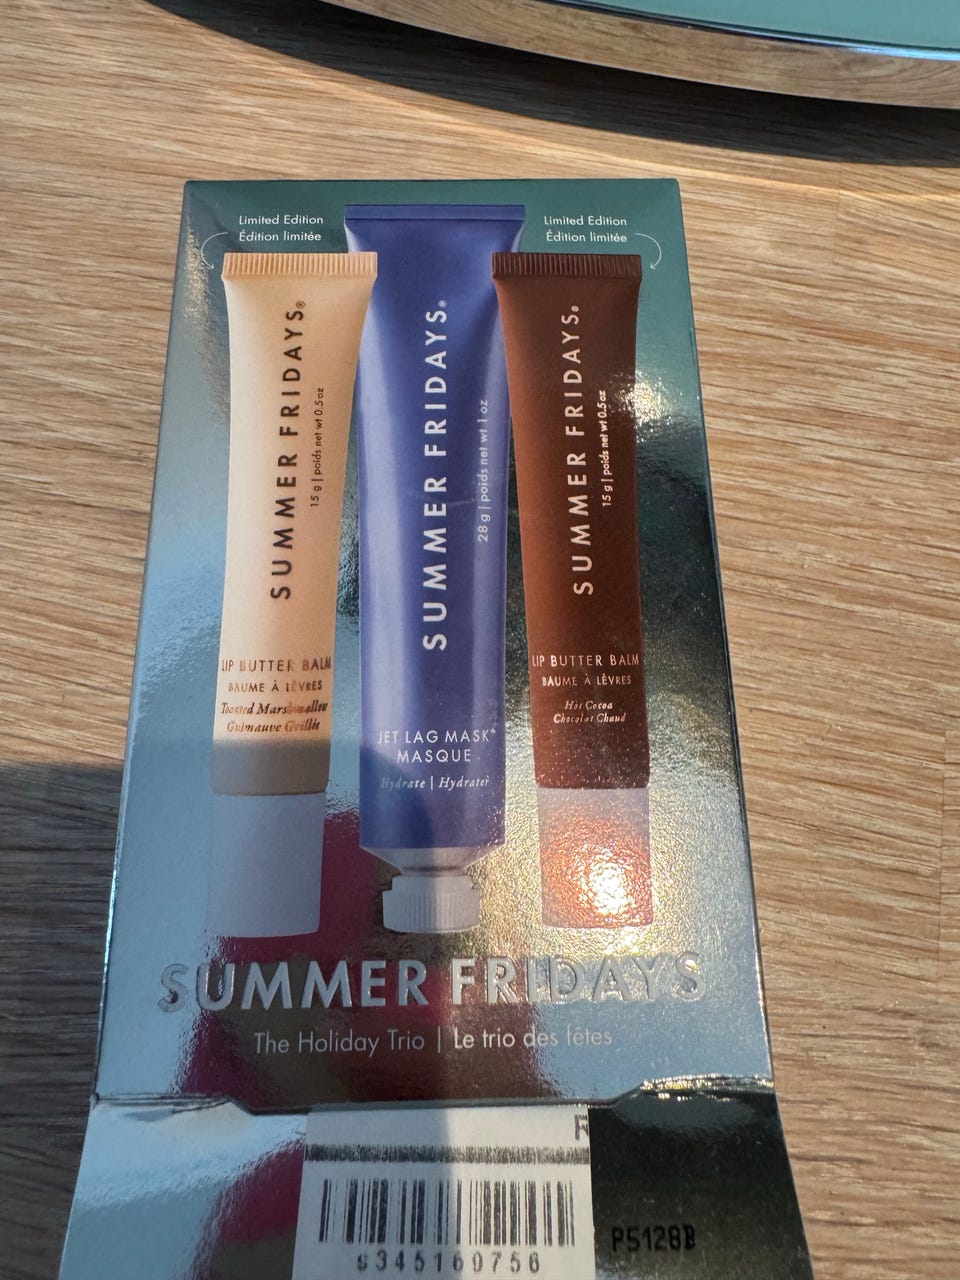 Limited Edition
Édition limitée
Limited Edition
Édition limitée
SUMMER FRIDAYS®
15 g | poids net wt 0.5 oz
LIP BUTTER BALM
BAUME À LÈVRES
Toasted Marshmallow
Guimauve Grillée
SUMMER FRIDAYS®
28 g | poids net wt 1 oz
JET LAG MASK®
MASQUE
Hydrate | Hydrater
SUMMER FRIDAYS®
15 g | poids net wt 0.5 oz
LIP BUTTER BALM
BAUME À LÈVRES
Hot Cocoa
Chocolat Chaud
SUMMER FRIDAYS
The Holiday Trio | Le trio des fêtes
P5128B